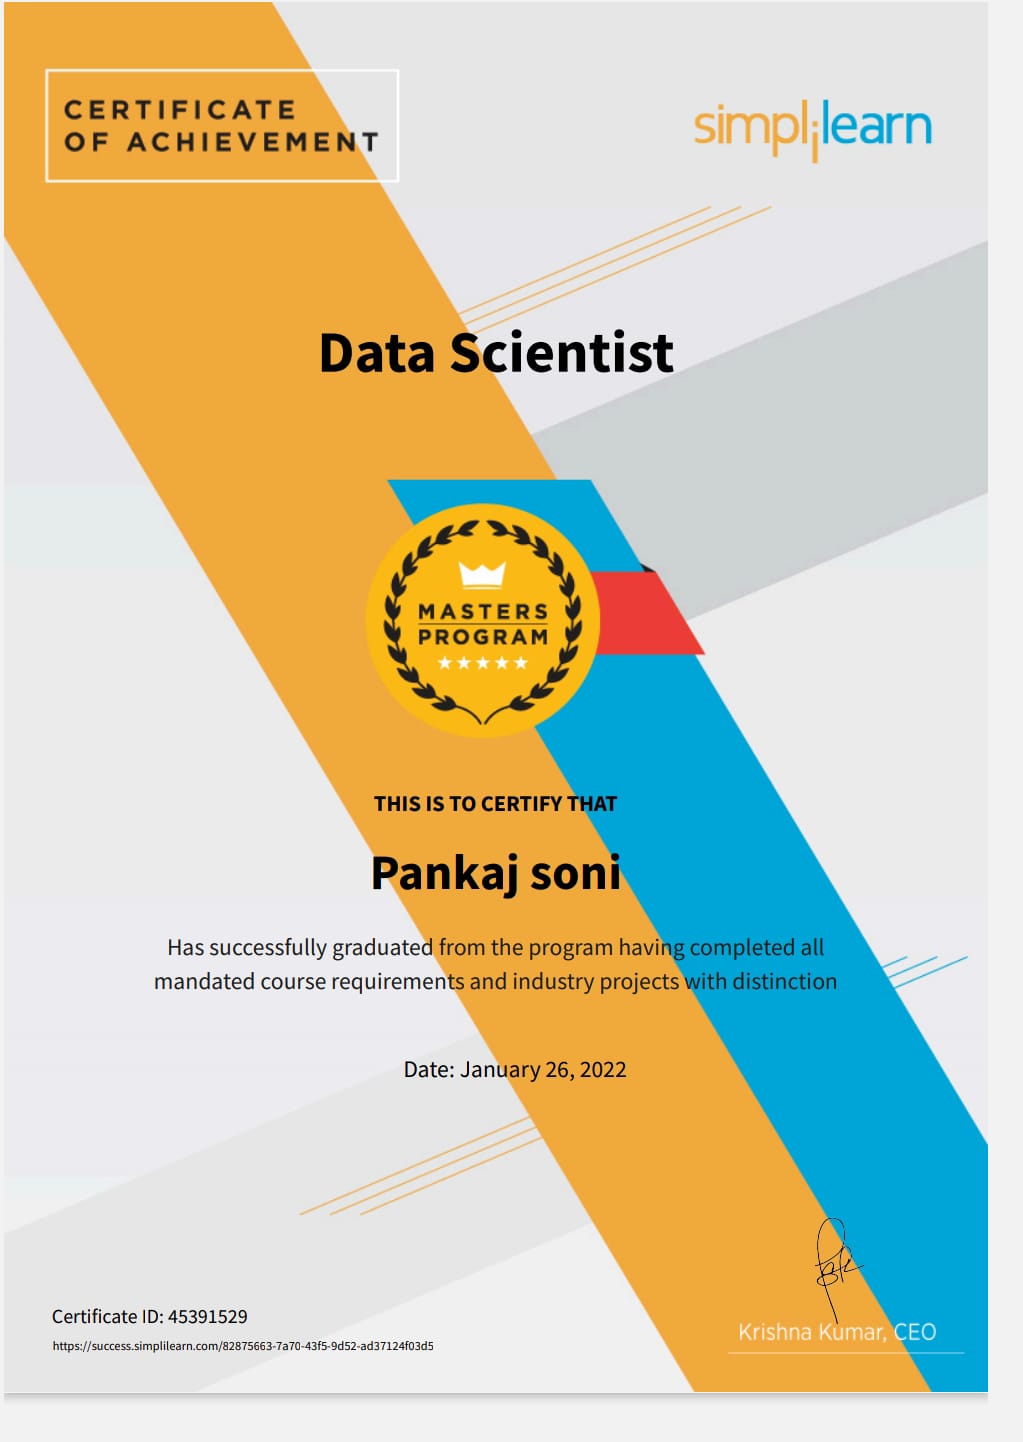 CERTIFICATE
OF ACHIEVEMENT
simplilearn
Data Scientist
MASTERS
PROGRAM
THIS IS TO CERTIFY THAT
Pankaj soni
Has successfully graduated from the program having completed all
mandated course requirements and industry projects with distinction
Date: January 26, 2022
Certificate ID: 45391529
https://success.simplilearn.com/82875663-7a70-43f5-9d52-ad37124f03d5
Krishna Kumar, CEO